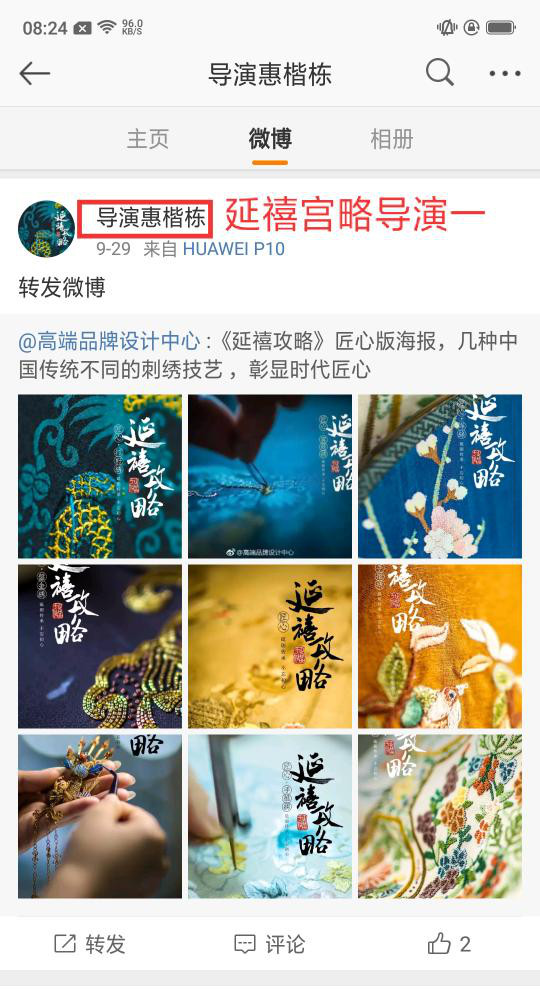 08:24
96.0
KB/S
导演惠楷栋
主页
微博
相册
导演惠楷栋
延禧宫略导演一
9-29 来自 HUAWEI P10
转发微博
@高端品牌设计中心:《延禧攻略》匠心版海报，几种中
国传统不同的刺绣技艺，彰显时代匠心
延禧攻略
延禧
@高端品牌设计中心
延禧攻略
禧攻略
匠心
延禧攻略
禧攻略
略
延禧攻略
攻略
转发
评论
2